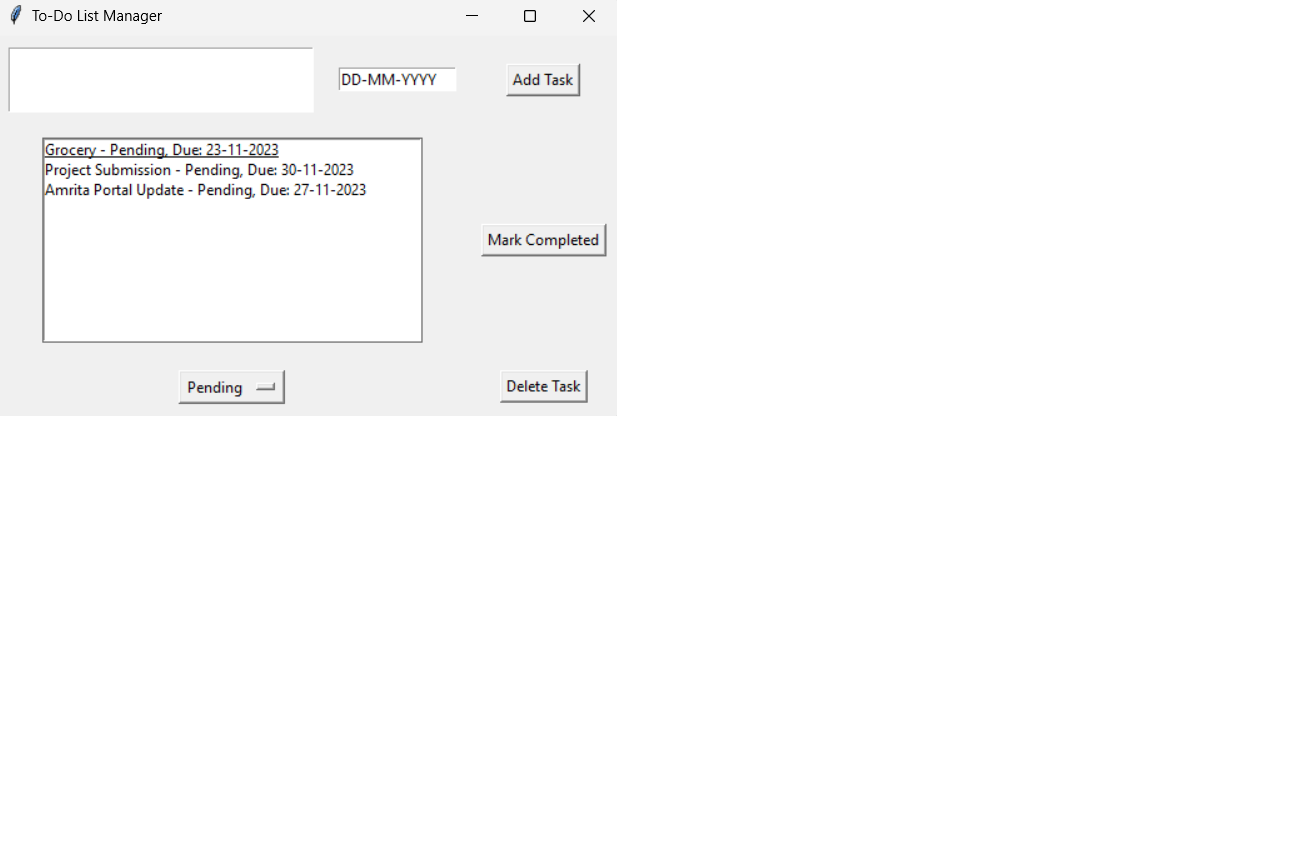 To-Do List Manager
DD-MM-YYYY
Add Task
Grocery - Pending, Due: 23-11-2023
Project Submission - Pending, Due: 30-11-2023
Amrita Portal Update - Pending, Due: 27-11-2023
Mark Completed
Pending
Delete Task